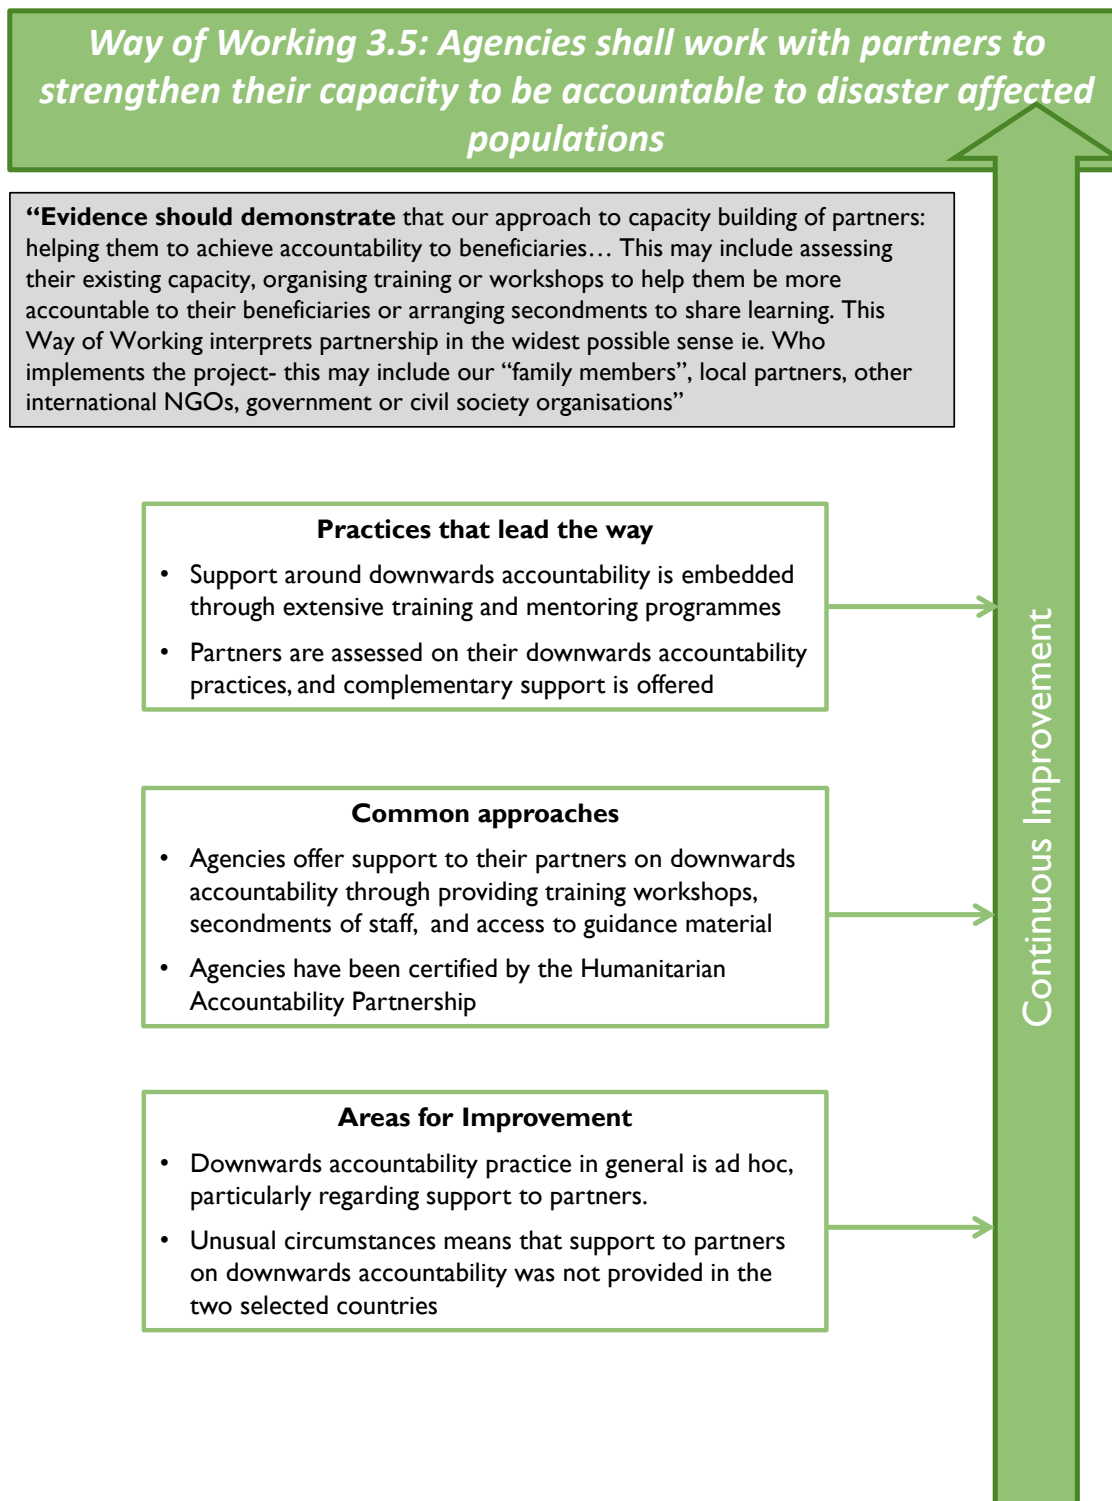 Way of Working 3.5: Agencies shall work with partners to
strengthen their capacity to be accountable to disaster affected
populations
“Evidence should demonstrate that our approach to capacity building of partners:
helping them to achieve accountability to beneficiaries… This may include assessing
their existing capacity, organising training or workshops to help them be more
accountable to their beneficiaries or arranging secondments to share learning. This
Way of Working interprets partnership in the widest possible sense ie. Who
implements the project- this may include our “family members”, local partners, other
international NGOs, government or civil society organisations”
Practices that lead the way
• Support around downwards accountability is embedded
through extensive training and mentoring programmes
• Partners are assessed on their downwards accountability
practices, and complementary support is offered
Common approaches
• Agencies offer support to their partners on downwards
accountability through providing training workshops,
secondments of staff, and access to guidance material
• Agencies have been certified by the Humanitarian
Accountability Partnership
Areas for Improvement
• Downwards accountability practice in general is ad hoc,
particularly regarding support to partners.
• Unusual circumstances means that support to partners
on downwards accountability was not provided in the
two selected countries
Continuous Improvement